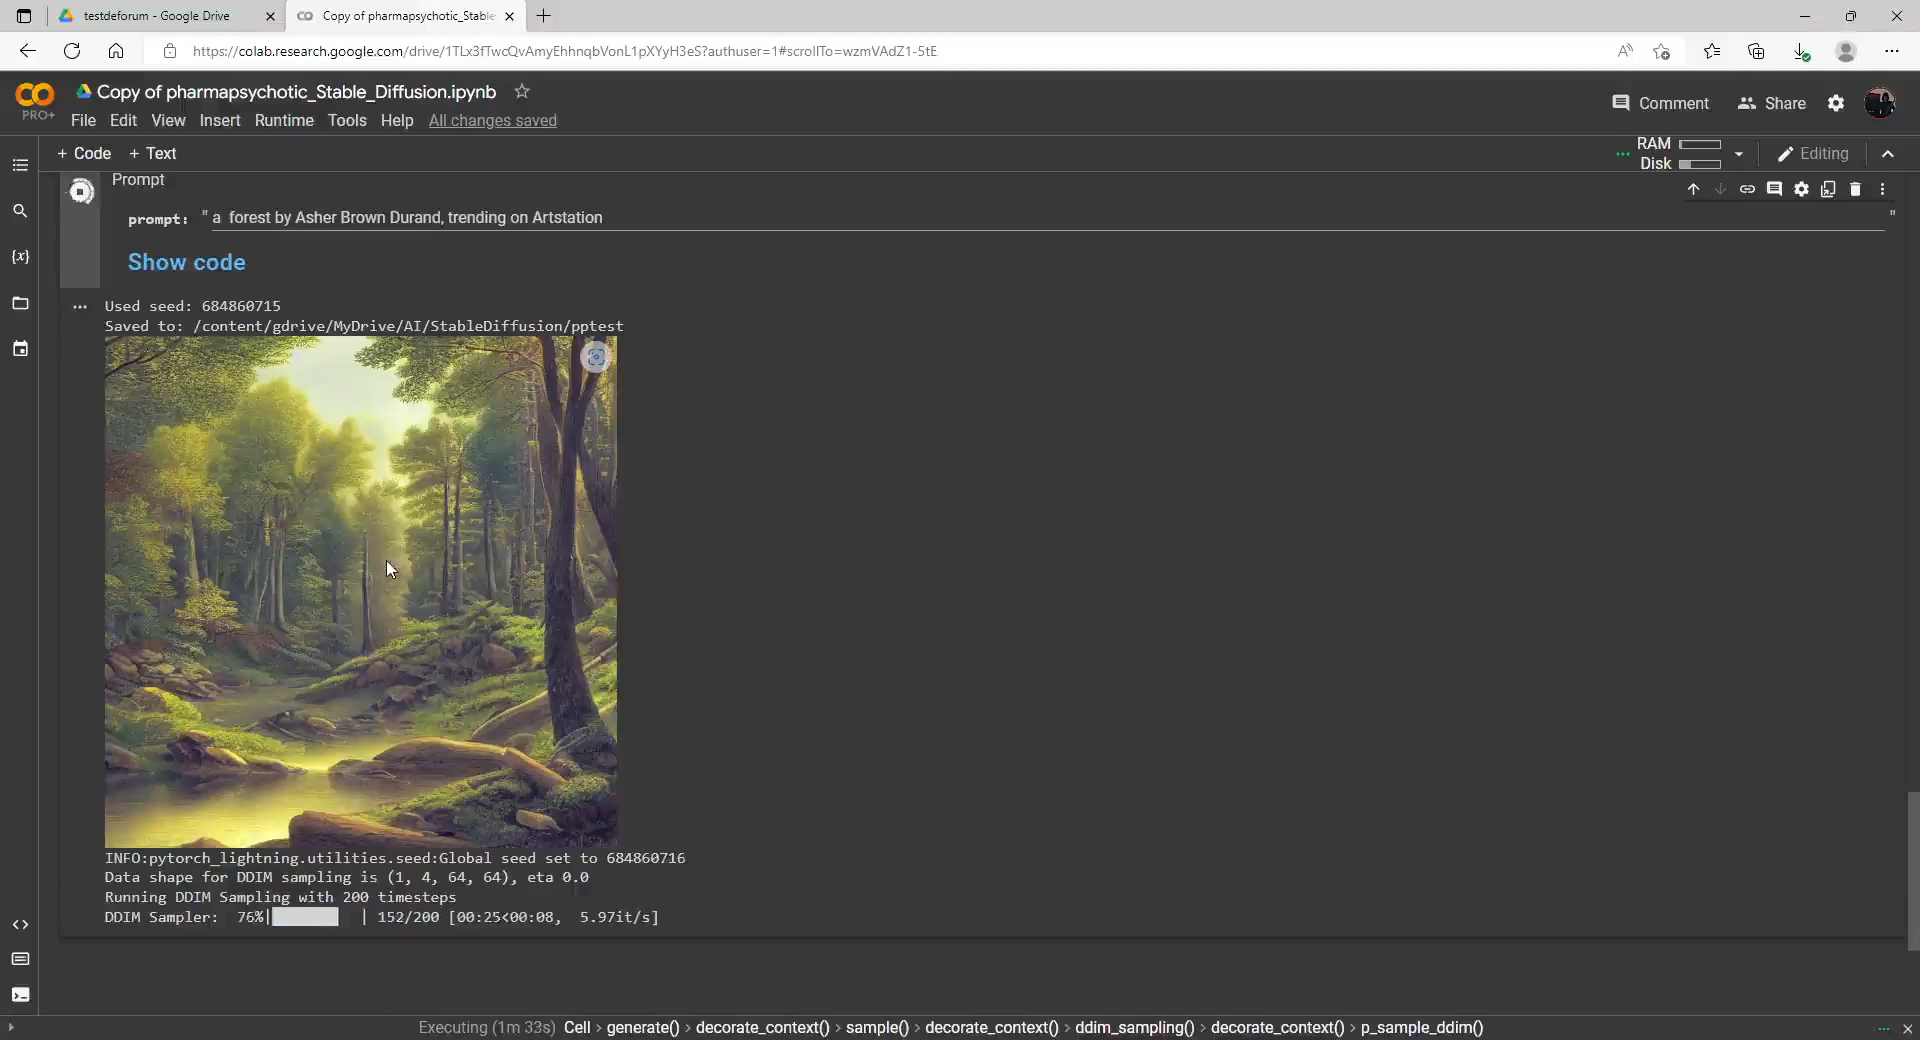 testdeforum - Google Drive
Copy of pharmapsychotic_Stable
https://colab.research.google.com/drive/1TLx3fTwcQvAmyEhhnqbVonL1pXYyH3eS?authuser=1#scrollTo=wzmVAdZ1-5tE
Copy of pharmapsychotic_Stable_Diffusion.ipynb
PRO+
File Edit View Insert Runtime Tools Help All changes saved
Comment Share
+ Code + Text
RAM
Disk
Editing
Prompt
prompt: " a  forest by Asher Brown Durand, trending on Artstation "
Show code
{x}
... Used seed: 684860715
Saved to: /content/gdrive/MyDrive/AI/StableDiffusion/pptest
INFO:pytorch_lightning.utilities.seed:Global seed set to 684860716
Data shape for DDIM sampling is (1, 4, 64, 64), eta 0.0
Running DDIM Sampling with 200 timesteps
DDIM Sampler:  76%| | 152/200 [00:25<00:08,  5.97it/s]
Executing (1m 33s) Cell > generate() > decorate_context() > sample() > decorate_context() > ddim_sampling() > decorate_context() > p_sample_ddim()